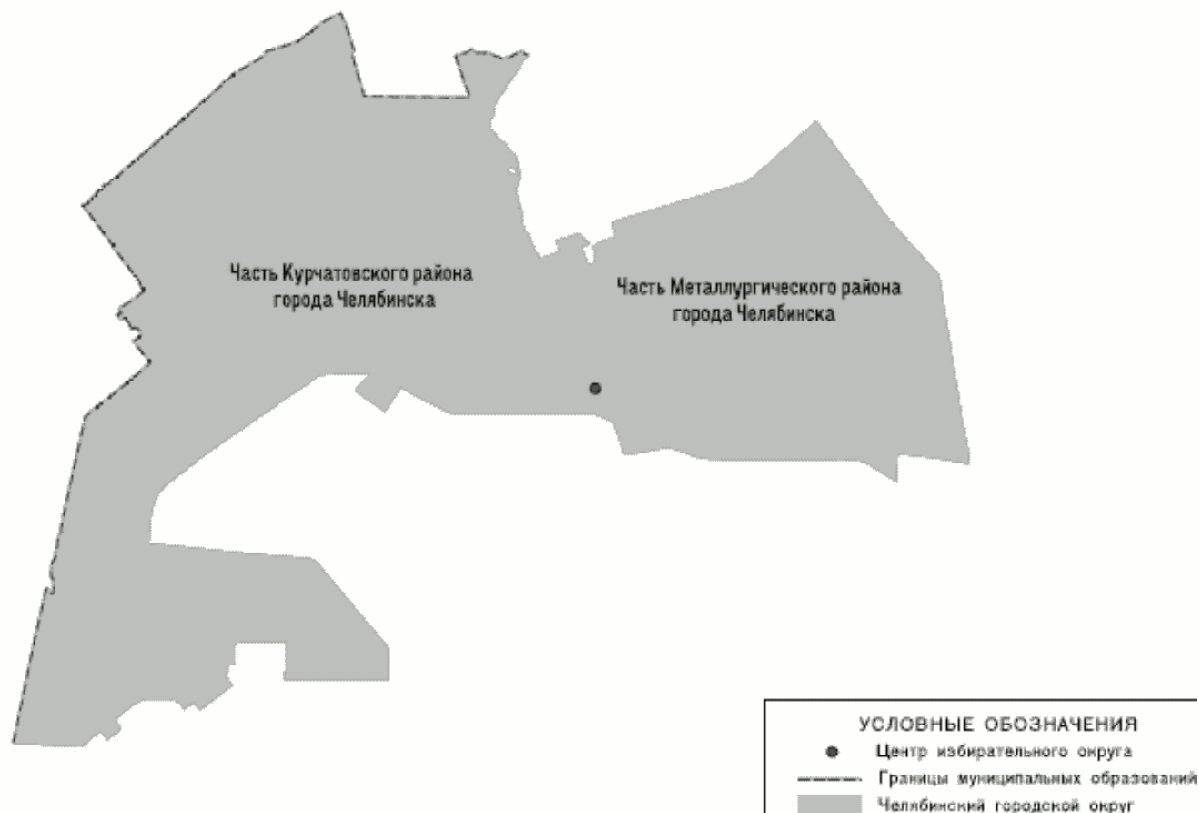 Часть Курчатовского района
города Челябинска
Часть Металлургического района
города Челябинска
УСЛОВНЫЕ ОБОЗНАЧЕНИЯ
Центр избирательного округа
Границы муниципальных образований
Челябинский городской округ